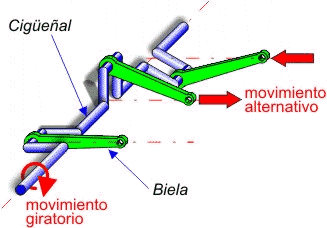 Cigüeñal
movimiento
alternativo
Biela
movimiento
giratorio